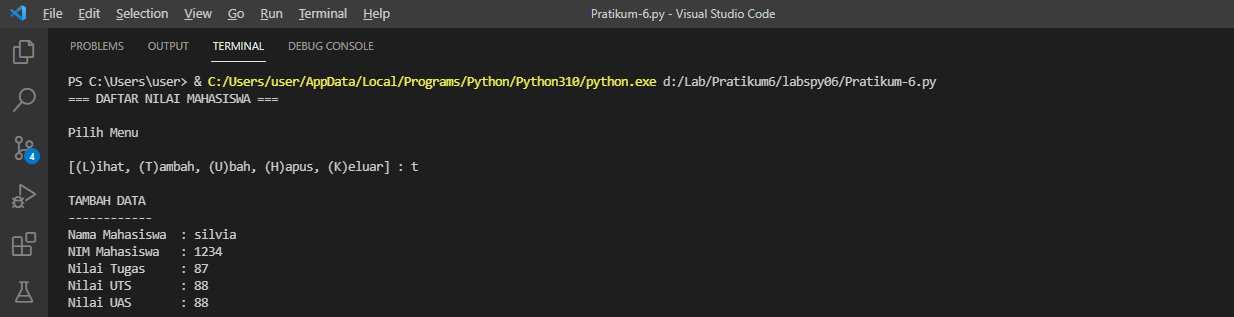 File Edit Selection View Go Run Terminal Help Pratikum-6.py - Visual Studio Code
PROBLEMS OUTPUT TERMINAL DEBUG CONSOLE
PS C:\Users\user> & C:/Users/user/AppData/Local/Programs/Python/Python310/python.exe d:/Lab/Pratikum6/labspy06/Pratikum-6.py
=== DAFTAR NILAI MAHASISWA ===
Pilih Menu
[(L)ihat, (T)ambah, (U)bah, (H)apus, (K)eluar] : t
TAMBAH DATA
------------
Nama Mahasiswa : silvia
NIM Mahasiswa : 1234
Nilai Tugas : 87
Nilai UTS : 88
Nilai UAS : 88
4